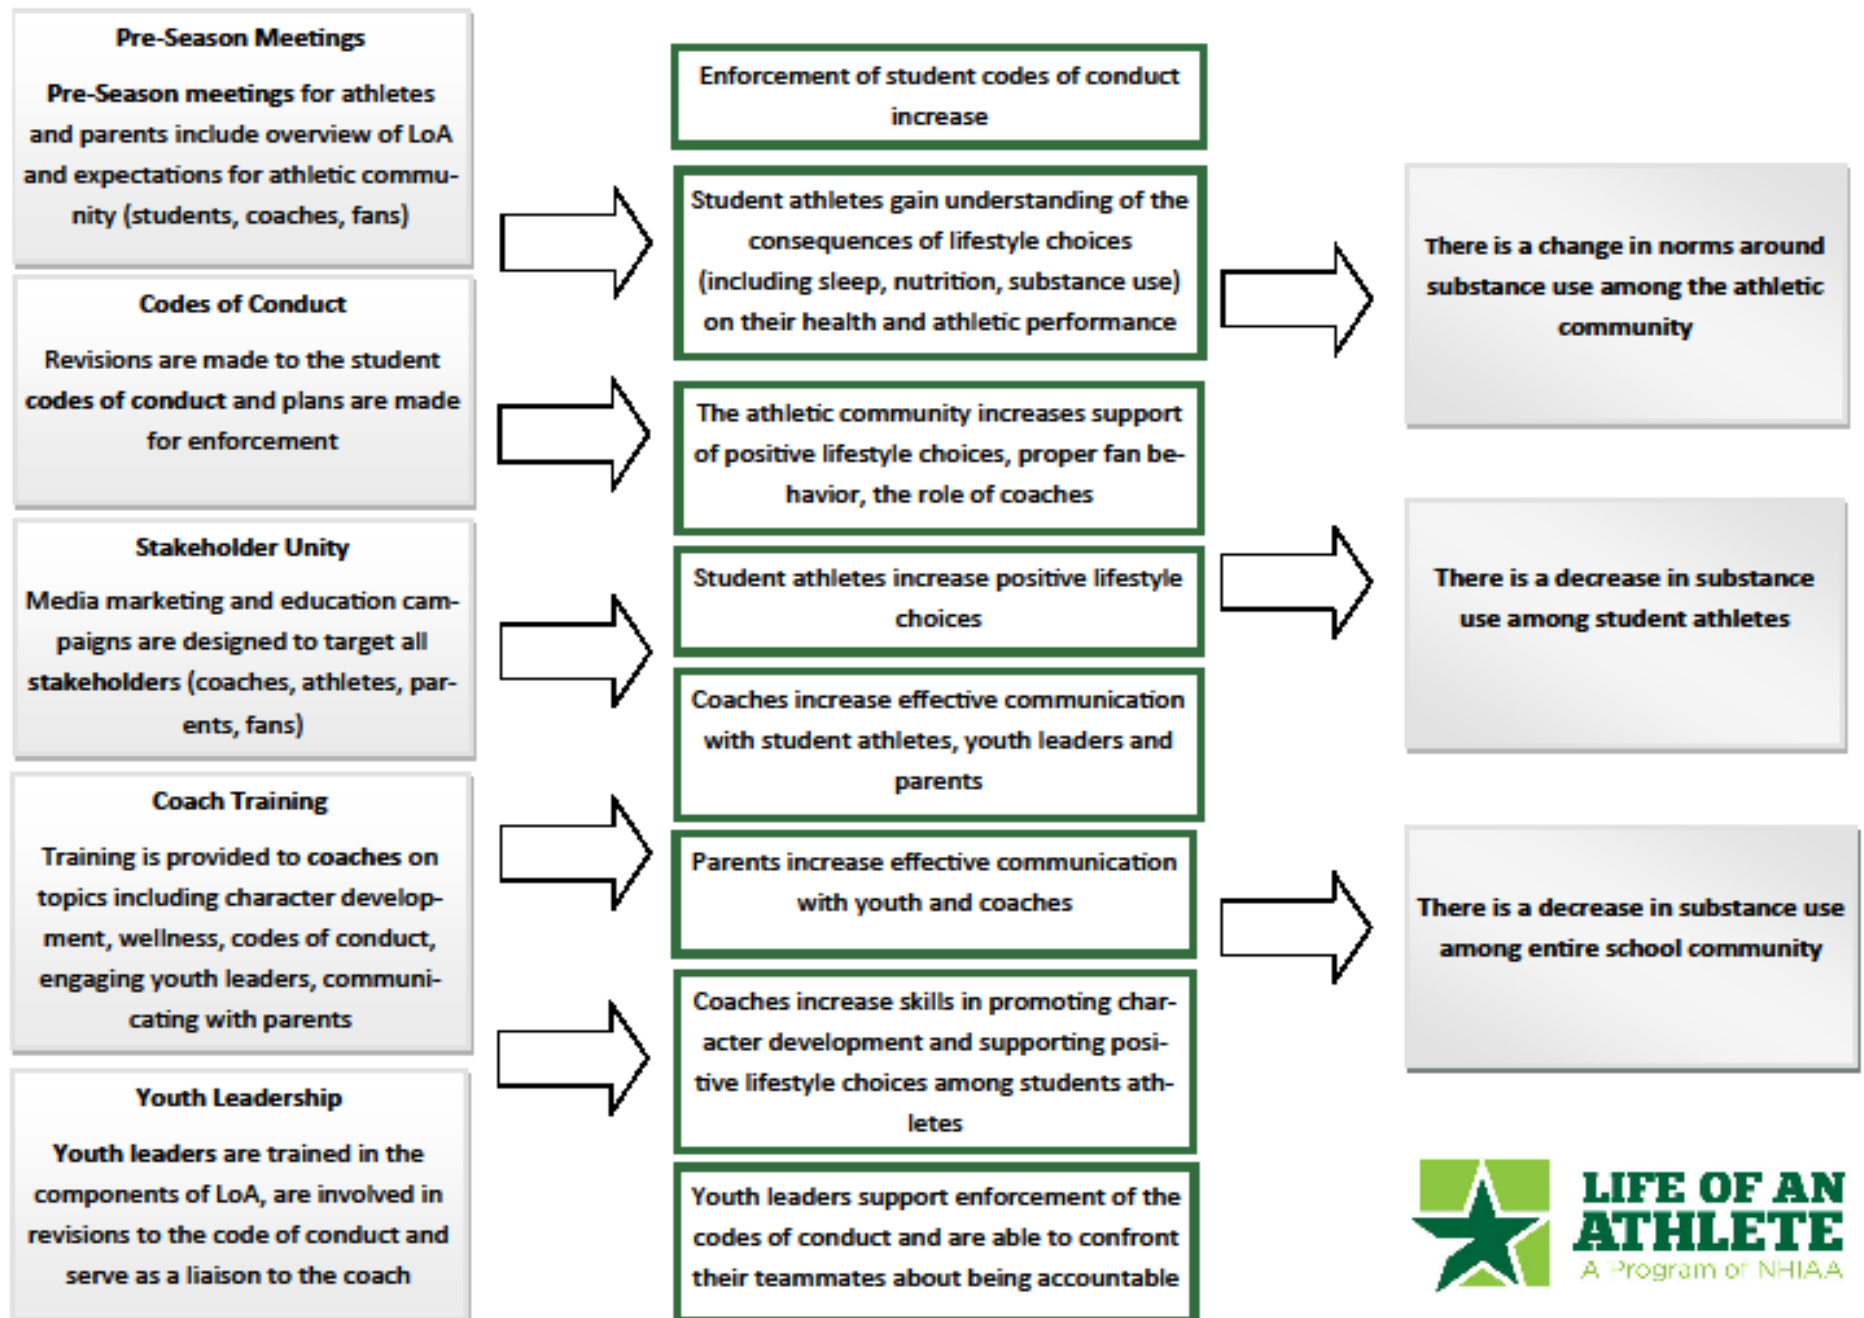 Pre-Season Meetings
Pre-Season meetings for athletes
and parents include overview of LoA
and expectations for athletic commu-
nity (students, coaches, fans)
Codes of Conduct
Revisions are made to the student
codes of conduct and plans are made
for enforcement
Stakeholder Unity
Media marketing and education cam-
paigns are designed to target all
stakeholders (coaches, athletes, par-
ents, fans)
Coach Training
Training is provided to coaches on
topics including character develop-
ment, wellness, codes of conduct,
engaging youth leaders, communi-
cating with parents
Youth Leadership
Youth leaders are trained in the
components of LoA, are involved in
revisions to the code of conduct and
serve as a liaison to the coach
Enforcement of student codes of conduct
increase
Student athletes gain understanding of the
consequences of lifestyle choices
(including sleep, nutrition, substance use)
on their health and athletic performance
The athletic community increases support
of positive lifestyle choices, proper fan be-
havior, the role of coaches
Student athletes increase positive lifestyle
choices
Coaches increase effective communication
with student athletes, youth leaders and
parents
Parents increase effective communication
with youth and coaches
Coaches increase skills in promoting char-
acter development and supporting posi-
tive lifestyle choices among students ath-
letes
Youth leaders support enforcement of the
codes of conduct and are able to confront
their teammates about being accountable
There is a change in norms around
substance use among the athletic
community
There is a decrease in substance
use among student athletes
There is a decrease in substance use
among entire school community
LIFE OF AN
ATHLETE
A Program of NHIAA